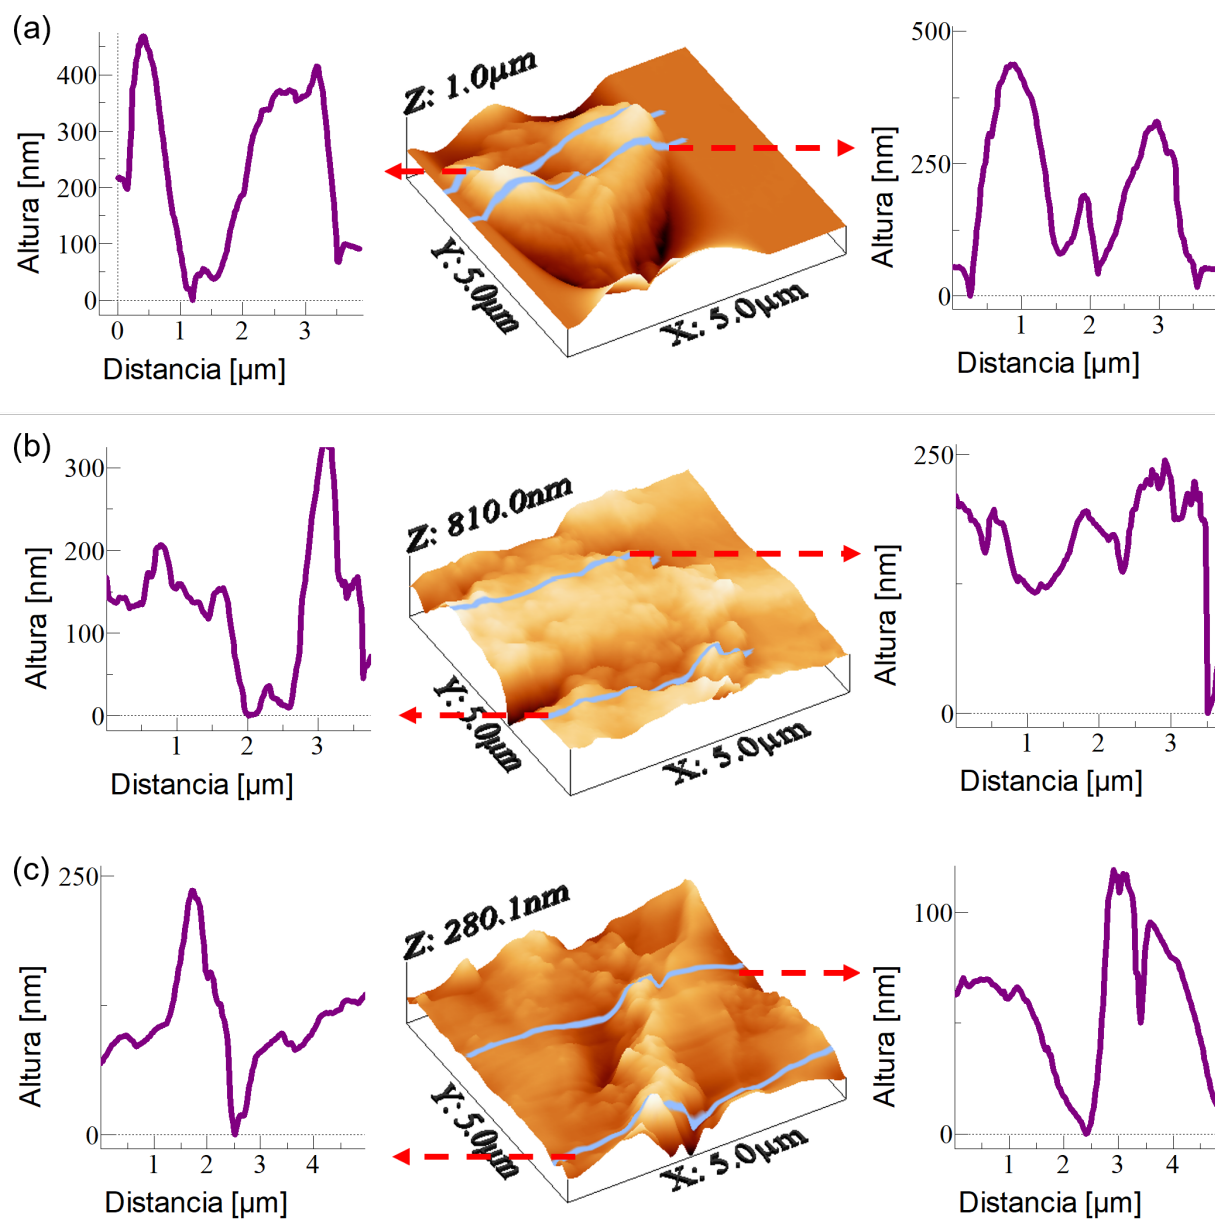 (a)
400
300
200
100
0
0 1 2 3
Altura [nm]
Distancia [µm]
Z: 1.0µm
Y: 5.0µm
X: 5.0µm
500
250
0
1 2 3
Altura [nm]
Distancia [µm]
(b)
300
200
100
0
1 2 3
Altura [nm]
Distancia [µm]
Z: 810.0nm
Y: 5.0µm
X: 5.0µm
250
0
1 2 3
Altura [nm]
Distancia [µm]
(c)
250
0
1 2 3 4
Altura [nm]
Distancia [µm]
Z: 280.1nm
Y: 5.0µm
X: 5.0µm
100
0
1 2 3 4
Altura [nm]
Distancia [µm]